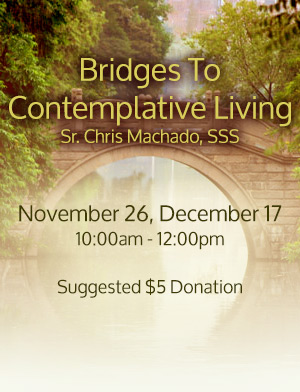 Bridges To
Contemplative Living
Sr. Chris Machado, SSS
November 26, December 17
10:00am - 12:00pm
Suggested $5 Donation